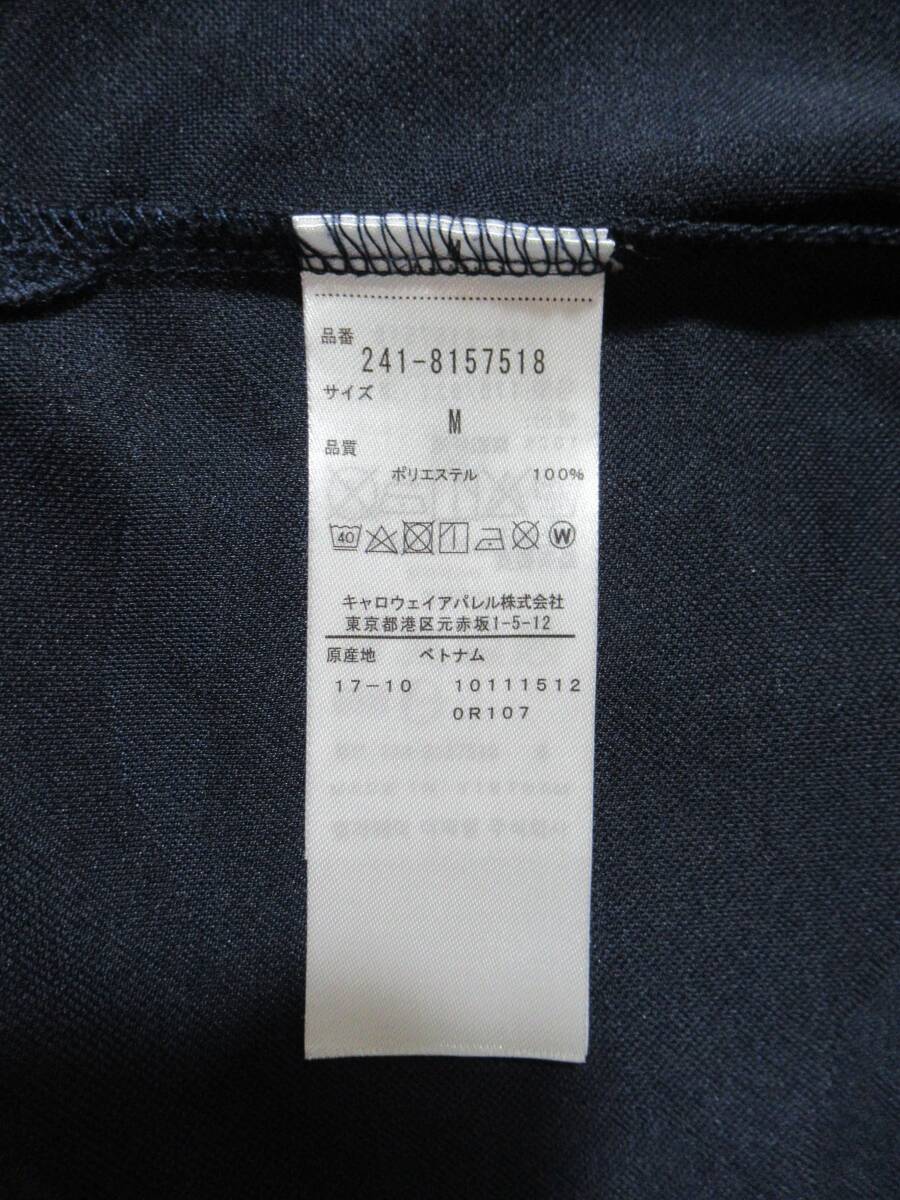 品番
241-8157518
サイズ
M
品質
ポリエステル 100%
40
W
キャロウェイアパレル株式会社
東京都港区元赤坂1-5-12
原産地 ベトナム
17-10 10111512
0R107